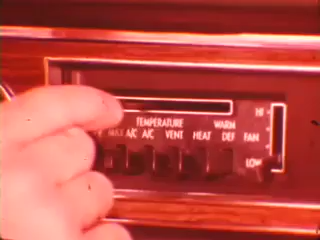 HI
TEMPERATURE WARM
MAX A/C A/C VENT HEAT DEF FAN
LOW